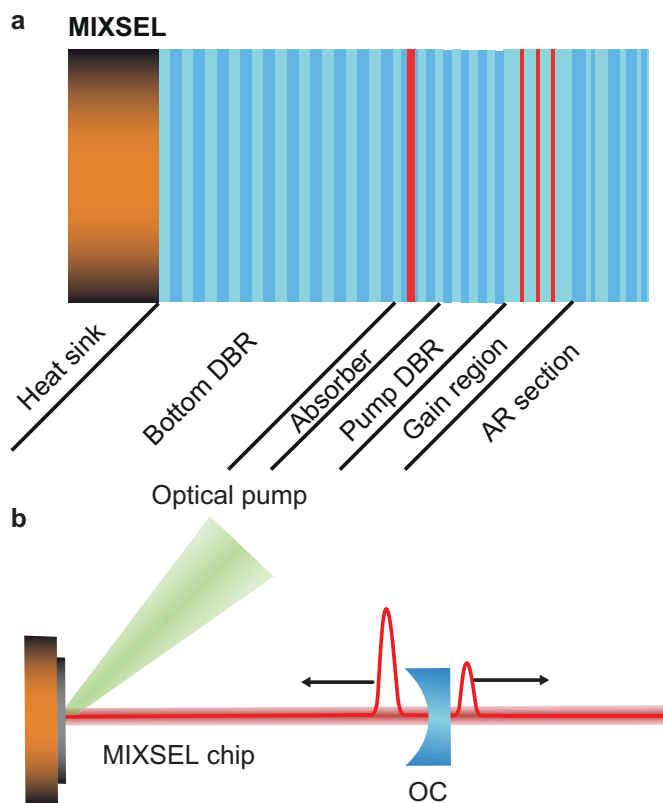 a
MIXSEL
Heat sink
Bottom DBR
Absorber
Pump DBR
Gain region
AR section
Optical pump
b
MIXSEL chip
OC